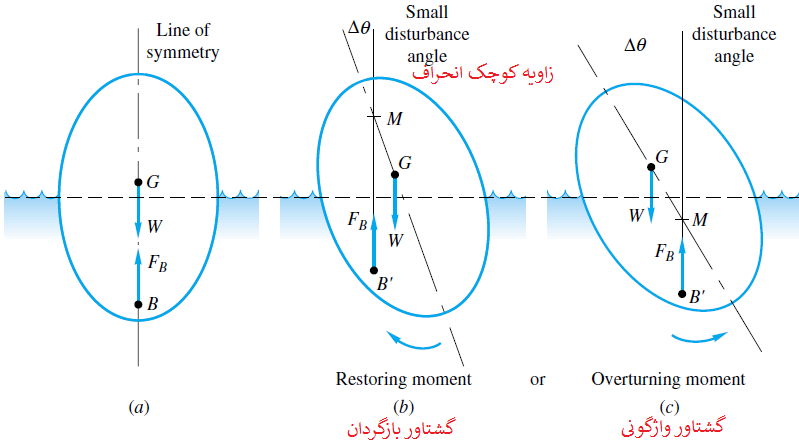 Line of
symmetry
G
W
F_B
B
(a)
Δθ
Small
disturbance
angle
زاویه کوچک انحراف
M
G
F_B
W
B′
Restoring moment
(b)
گشتاور بازگردان
or
Δθ
Small
disturbance
angle
G
W
M
F_B
B′
Overturning moment
(c)
گشتاور واژگونی